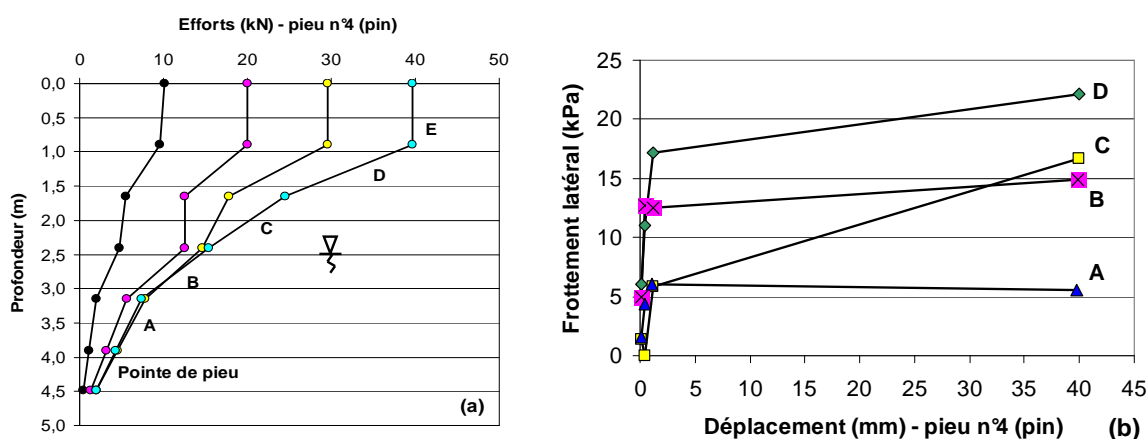 Efforts (kN) - pieu n°4 (pin)
0 10 20 30 40 50
0,0
0,5
1,0
1,5
2,0
2,5
3,0
3,5
4,0
4,5
5,0
Profondeur (m)
E
D
C
B
A
Pointe de pieu
(a)
25
20
15
10
5
0
Frottement latéral (kPa)
D
C
B
A
0 5 10 15 20 25 30 35 40 45
Déplacement (mm) - pieu n°4 (pin)
(b)